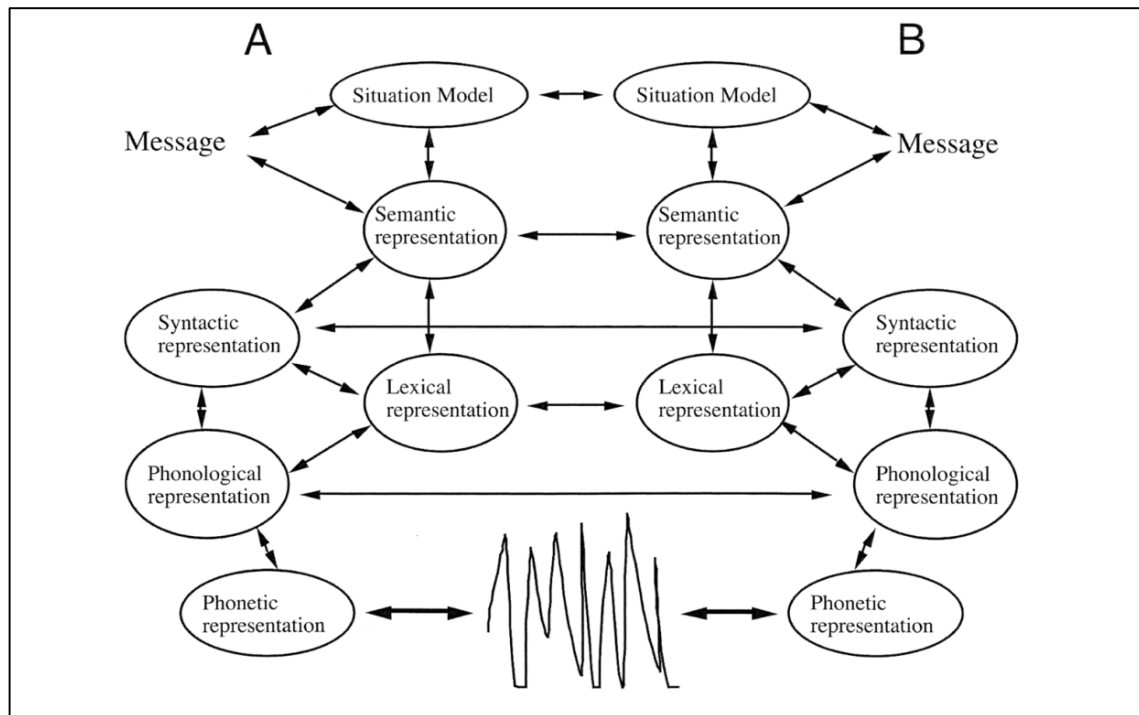 A
B
Situation Model
Situation Model
Message
Message
Semantic
representation
Semantic
representation
Syntactic
representation
Syntactic
representation
Lexical
representation
Lexical
representation
Phonological
representation
Phonological
representation
Phonetic
representation
Phonetic
representation